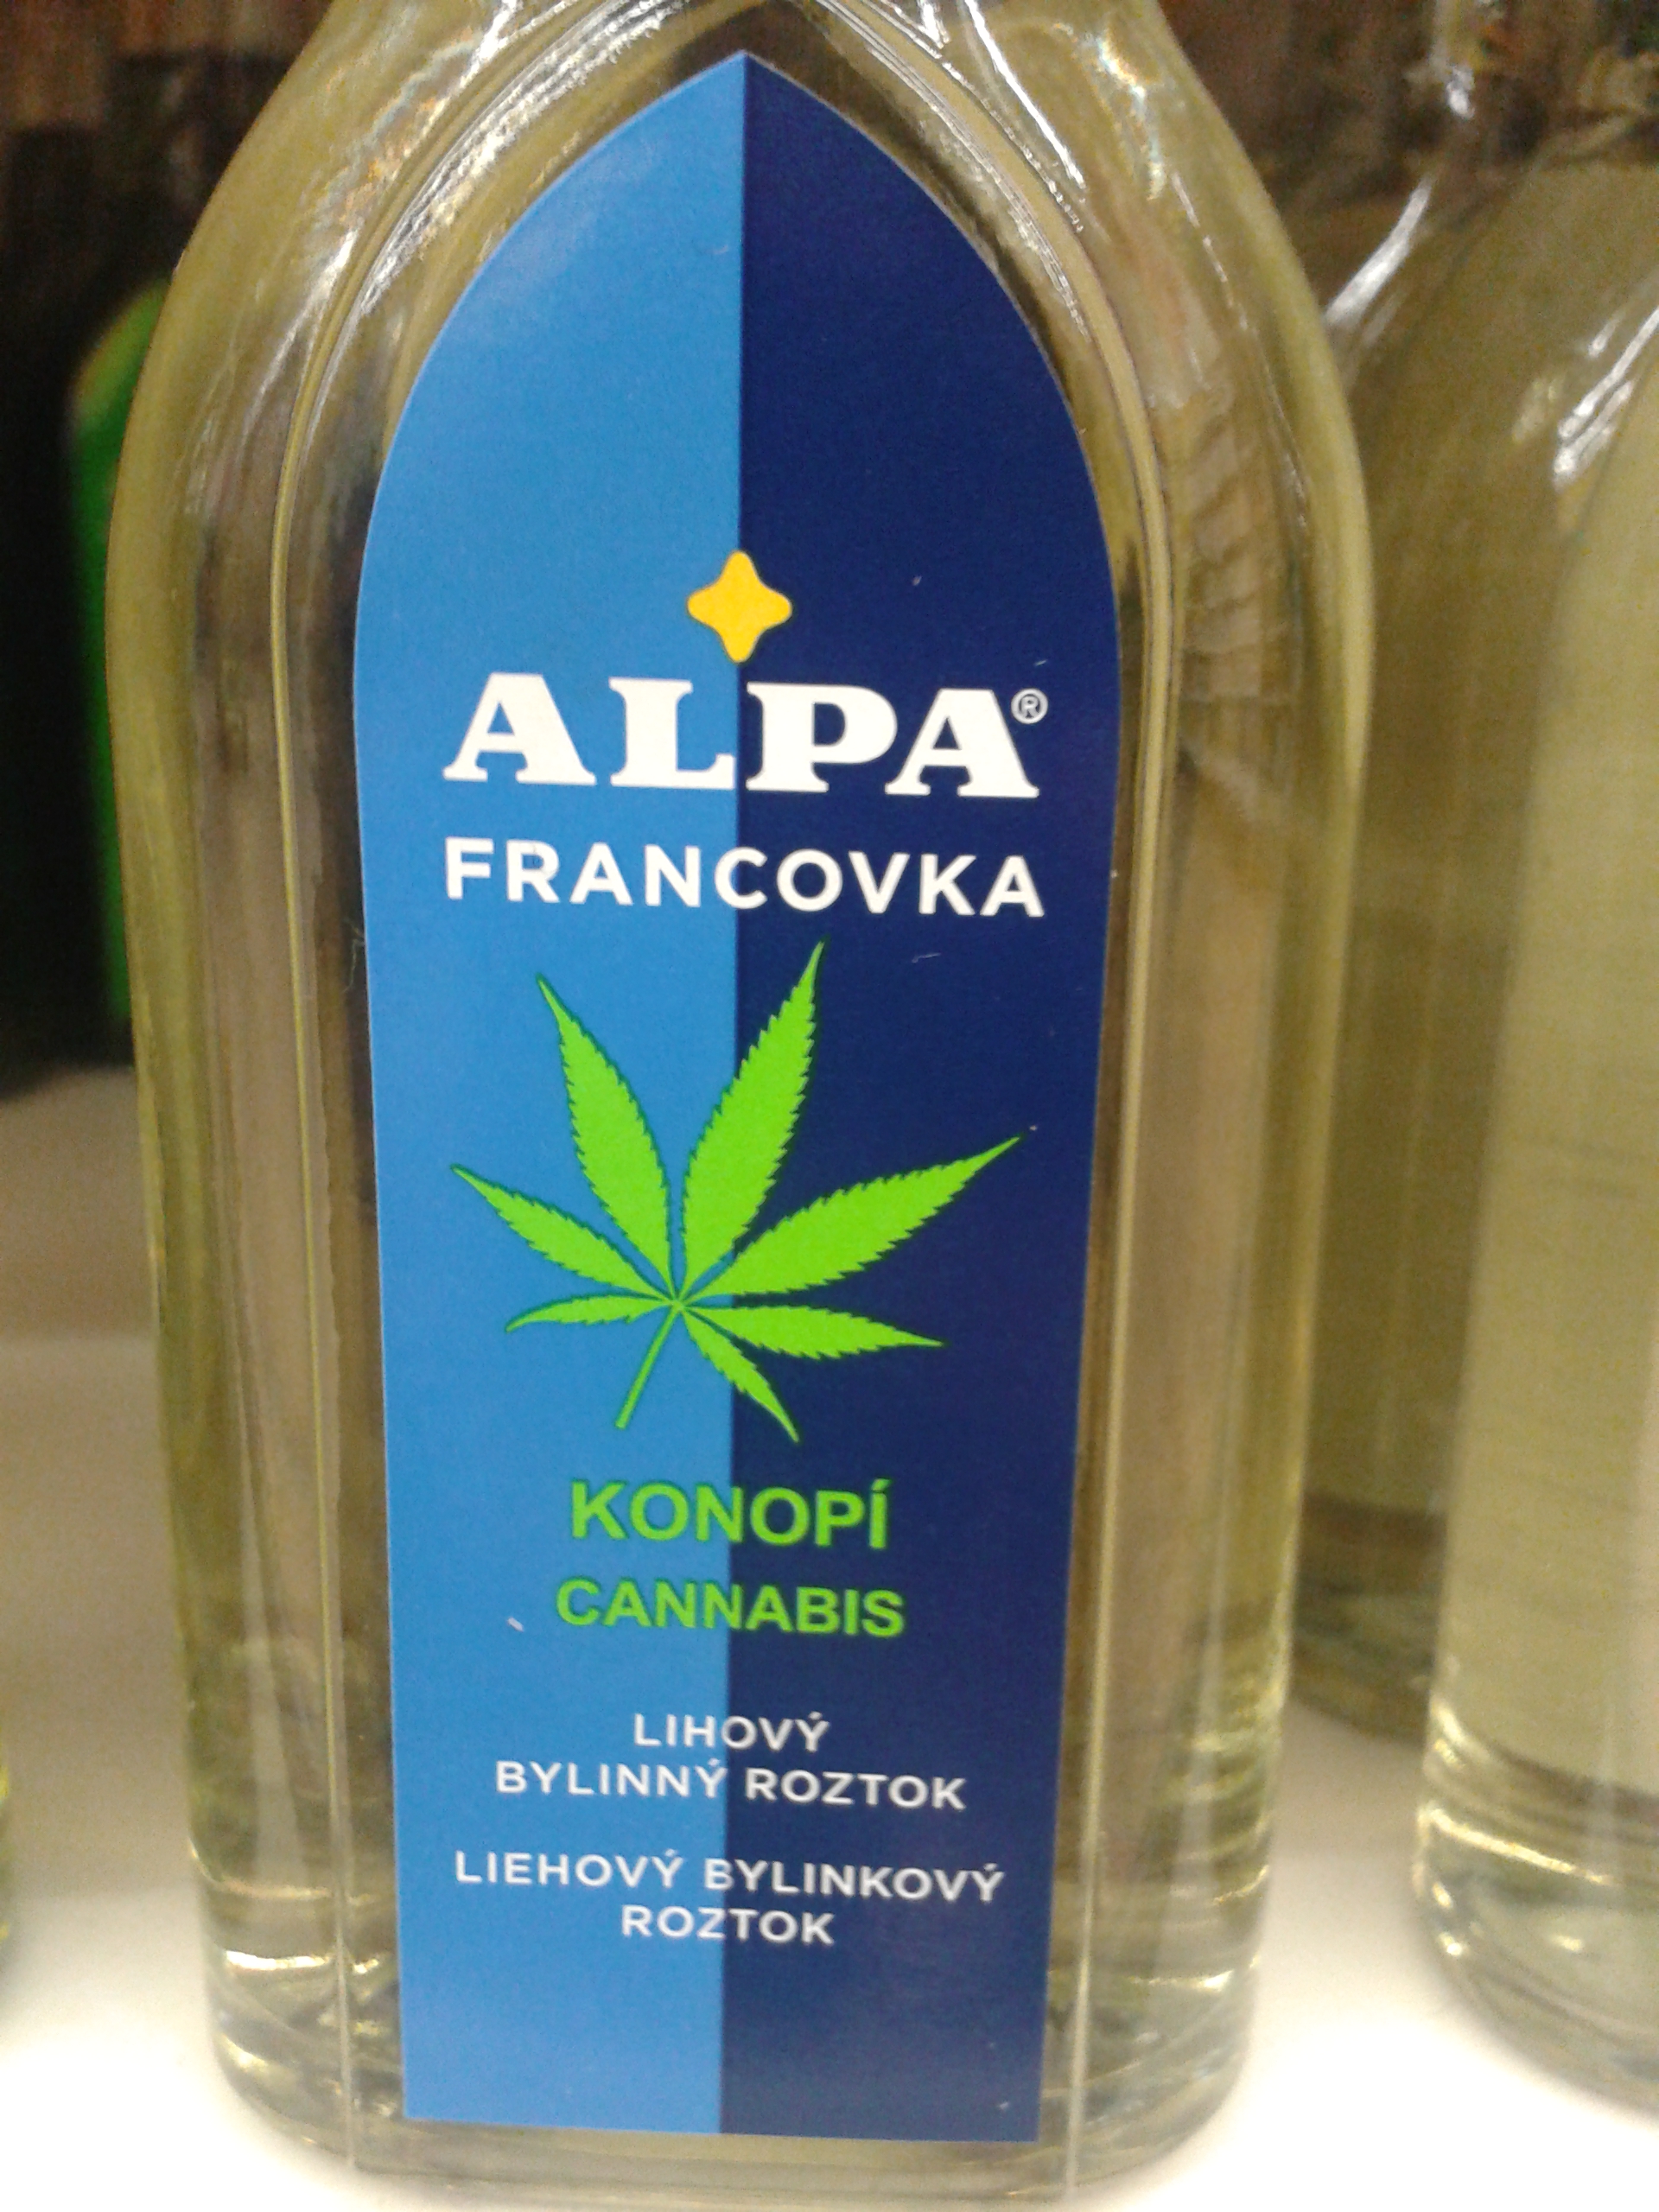 ALPA®
FRANCOVKA
KONOPÍ
CANNABIS
LIHOVÝ
BYLINNÝ ROZTOK
LIEHOVÝ BYLINKOVÝ
ROZTOK